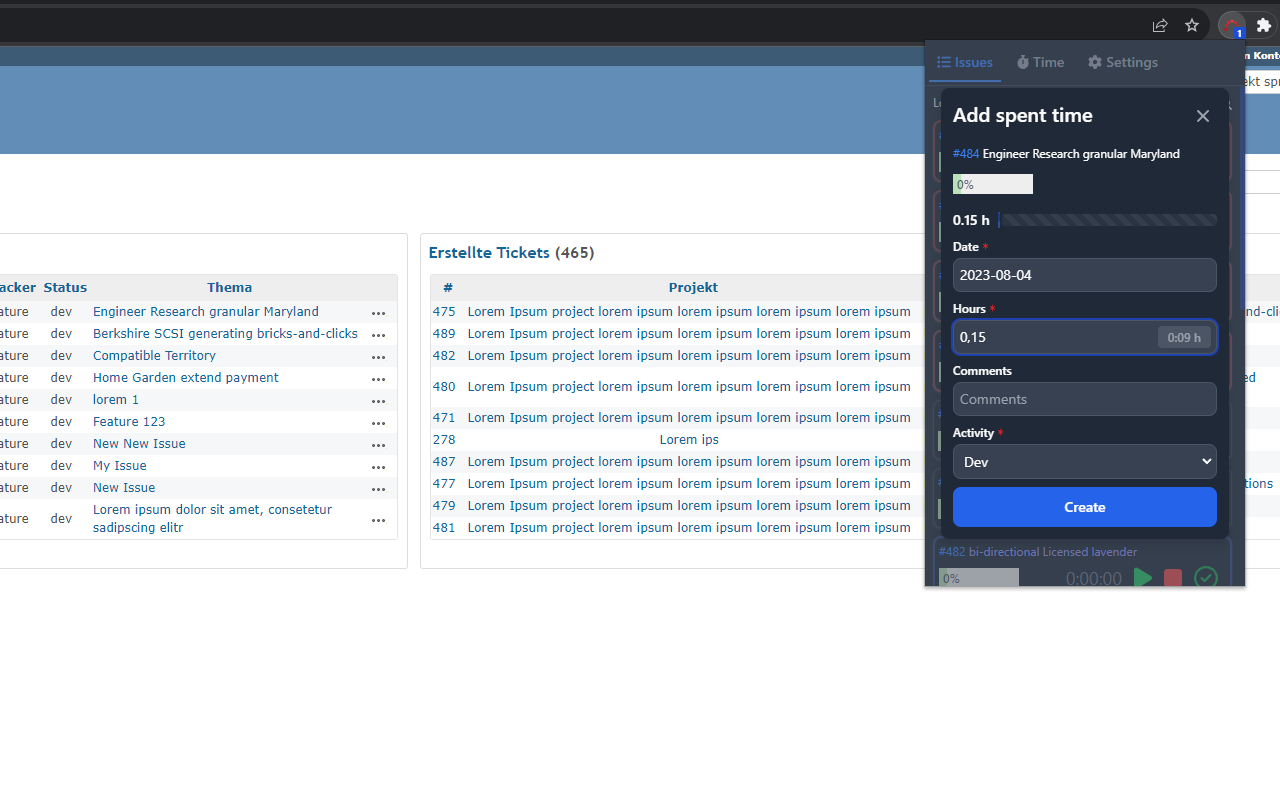 1
Issues
Time
Settings
n Kont
ekt spr
Add spent time
#484 Engineer Research granular Maryland
0%
0.15 h
Date *
2023-08-04
Hours *
0,15
0:09 h
Comments
Comments
Activity *
Dev
Create
#482 bi-directional Licensed lavender
0%
0:00:00
acker Status Thema
ature dev Engineer Research granular Maryland
ature dev Berkshire SCSI generating bricks-and-clicks
ature dev Compatible Territory
ature dev Home Garden extend payment
ature dev lorem 1
ature dev Feature 123
ature dev New New Issue
ature dev My Issue
ature dev New Issue
ature dev Lorem ipsum dolor sit amet, consetetur
sadipscing elitr
Erstellte Tickets (465)
# Projekt
475 Lorem Ipsum project lorem ipsum lorem ipsum lorem ipsum lorem ipsum nd-clic
489 Lorem Ipsum project lorem ipsum lorem ipsum lorem ipsum lorem ipsum
482 Lorem Ipsum project lorem ipsum lorem ipsum lorem ipsum lorem ipsum
480 Lorem Ipsum project lorem ipsum lorem ipsum lorem ipsum lorem ipsum ed
471 Lorem Ipsum project lorem ipsum lorem ipsum lorem ipsum lorem ipsum
278 Lorem ips
487 Lorem Ipsum project lorem ipsum lorem ipsum lorem ipsum lorem ipsum
477 Lorem Ipsum project lorem ipsum lorem ipsum lorem ipsum lorem ipsum tions
479 Lorem Ipsum project lorem ipsum lorem ipsum lorem ipsum lorem ipsum
481 Lorem Ipsum project lorem ipsum lorem ipsum lorem ipsum lorem ipsum